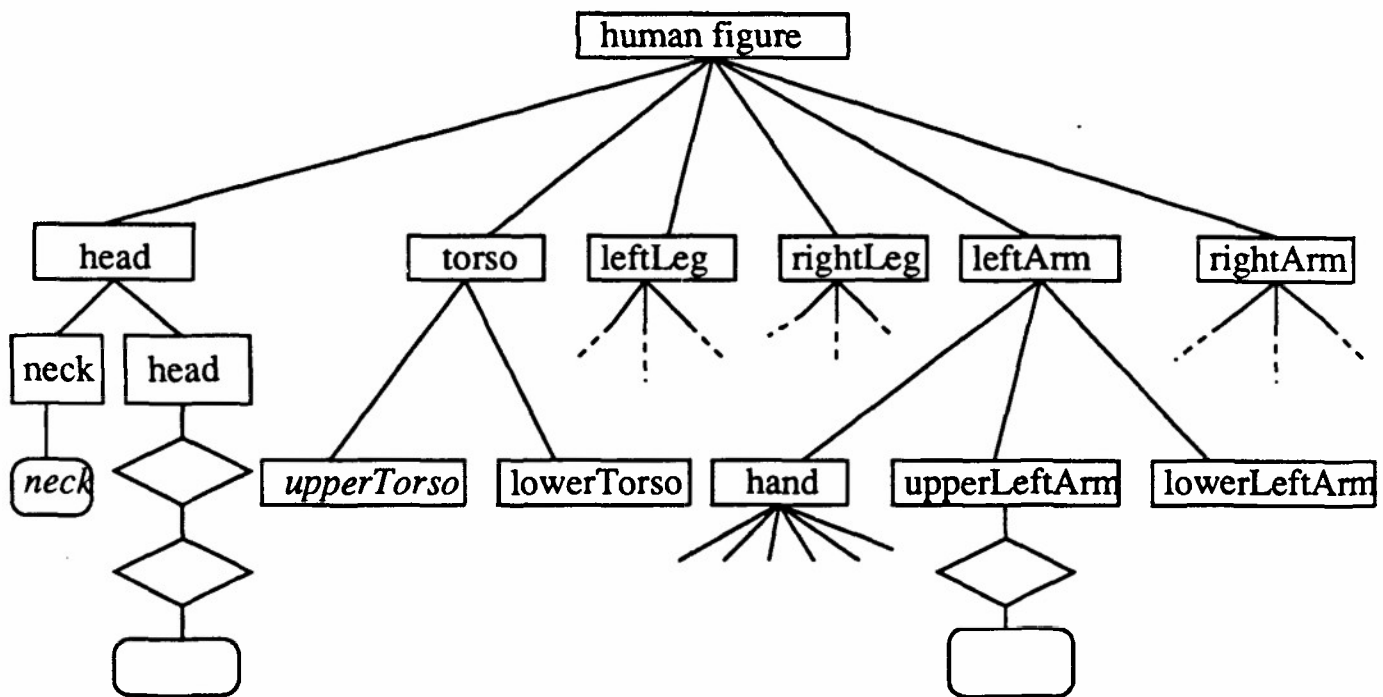 human figure
head
torso
leftLeg
rightLeg
leftArm
rightArm
neck
head
neck
upperTorso
lowerTorso
hand
upperLeftArm
lowerLeftArm